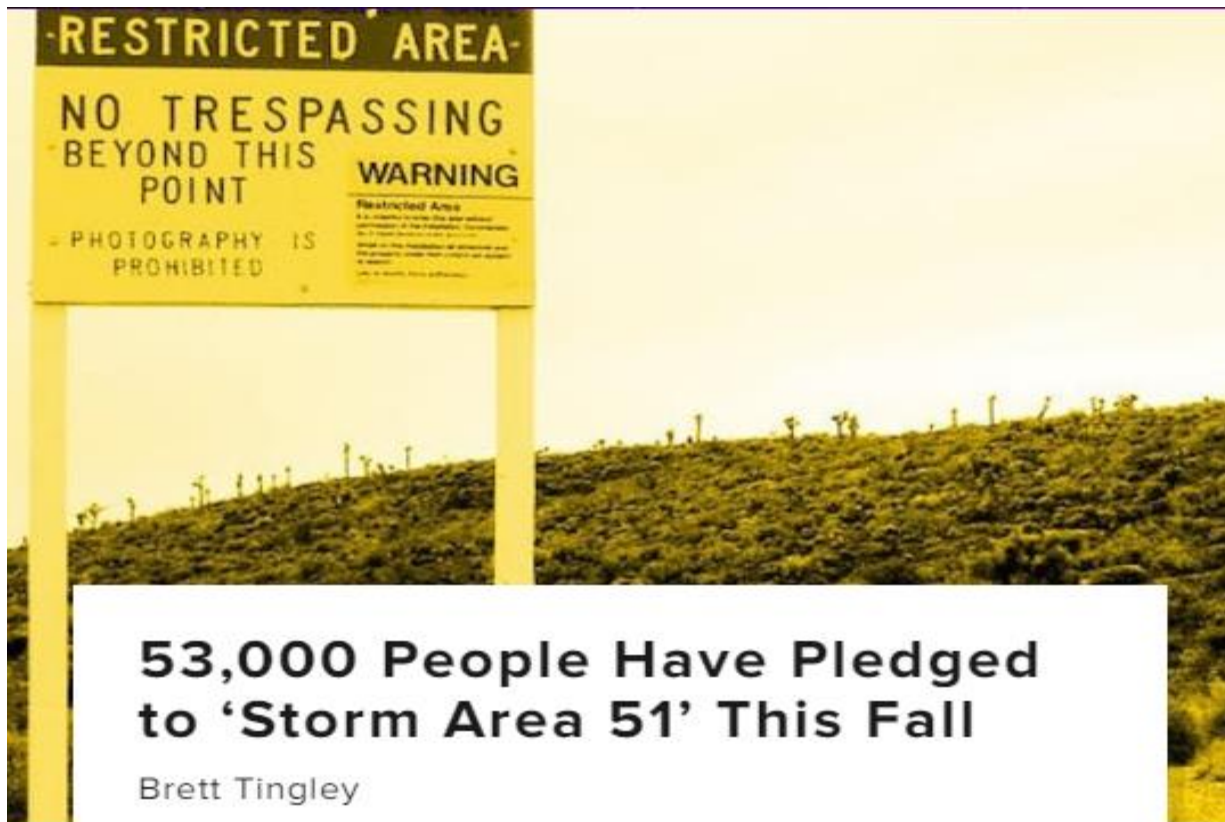 -RESTRICTED AREA-
NO TRESPASSING
BEYOND THIS
POINT
WARNING
Restricted Area
PHOTOGRAPHY IS
PROHIBITED
53,000 People Have Pledged
to ‘Storm Area 51’ This Fall
Brett Tingley